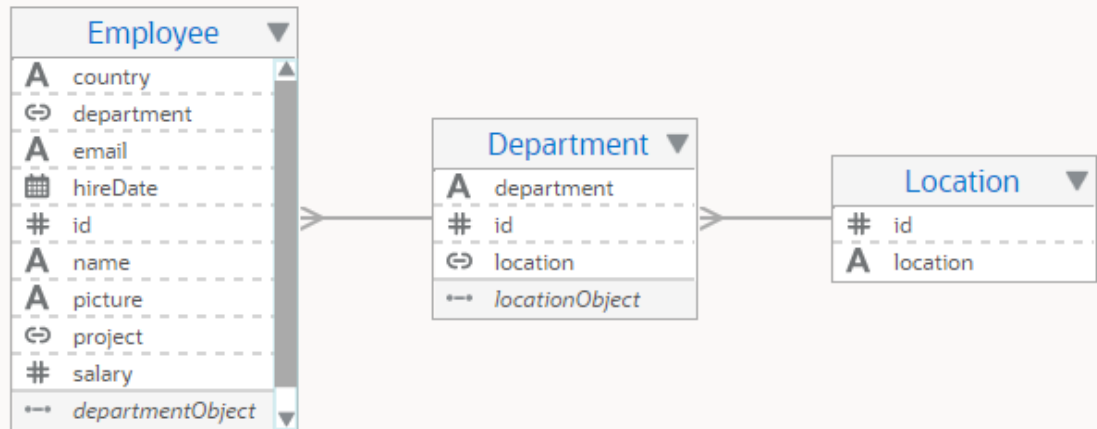 Employee
country
department
email
hireDate
id
name
picture
project
salary
departmentObject
Department
department
id
location
locationObject
Location
id
location